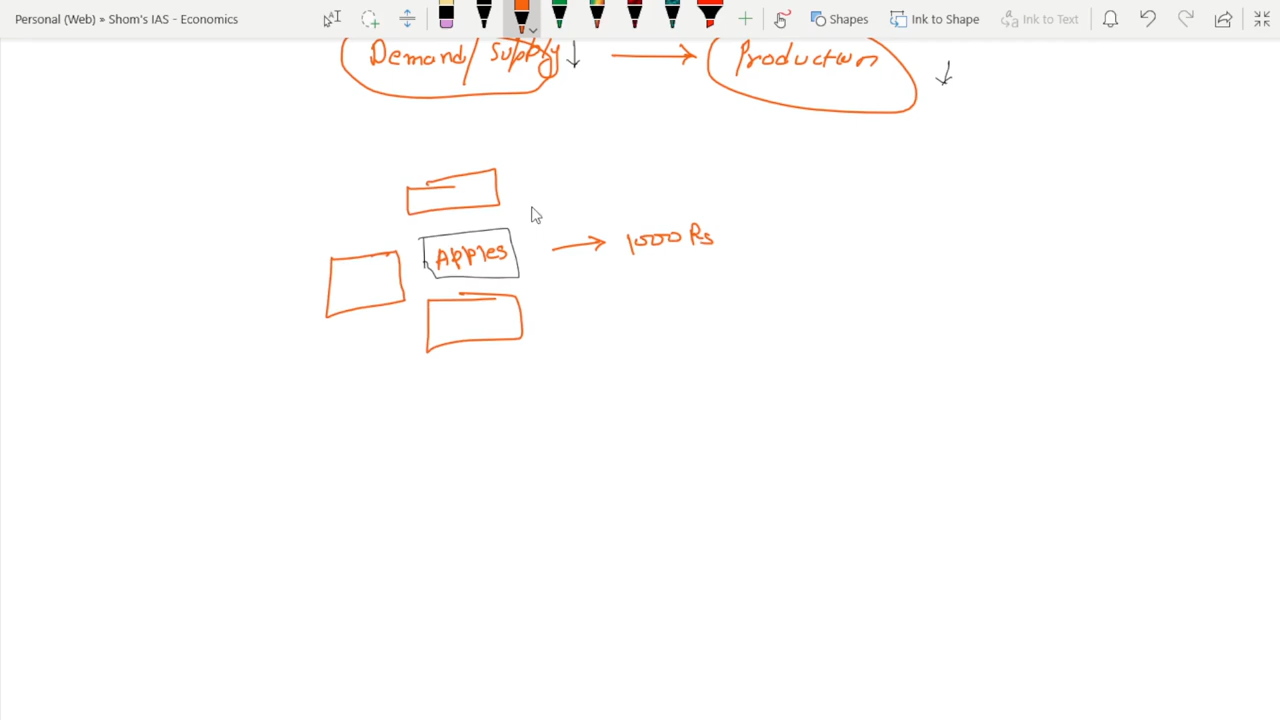 Personal (Web) » Shom's IAS - Economics
Shapes
Ink to Shape
Ink to Text
Demand/ Supply ↓ → Production ↓
Apples → 1000 Rs